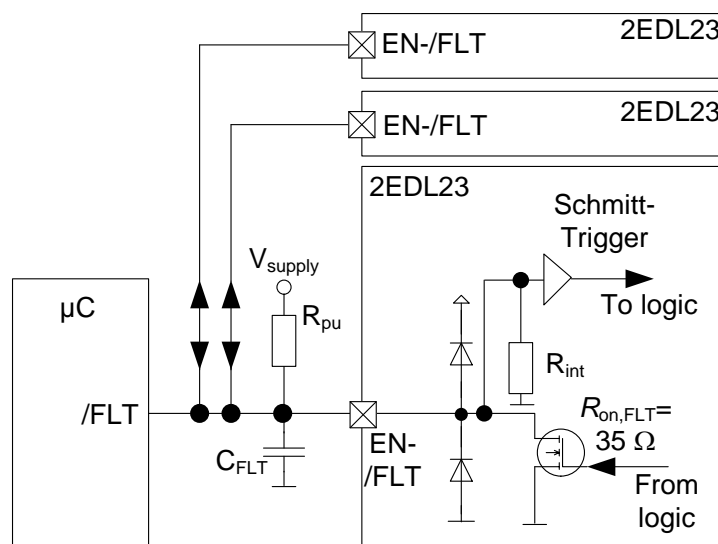 EN-/FLT
2EDL23
EN-/FLT
2EDL23
2EDL23
Schmitt-
Trigger
To logic
V_supply
R_pu
µC
/FLT
C_FLT
EN-
/FLT
R_int
R_on,FLT=
35 Ω
From
logic